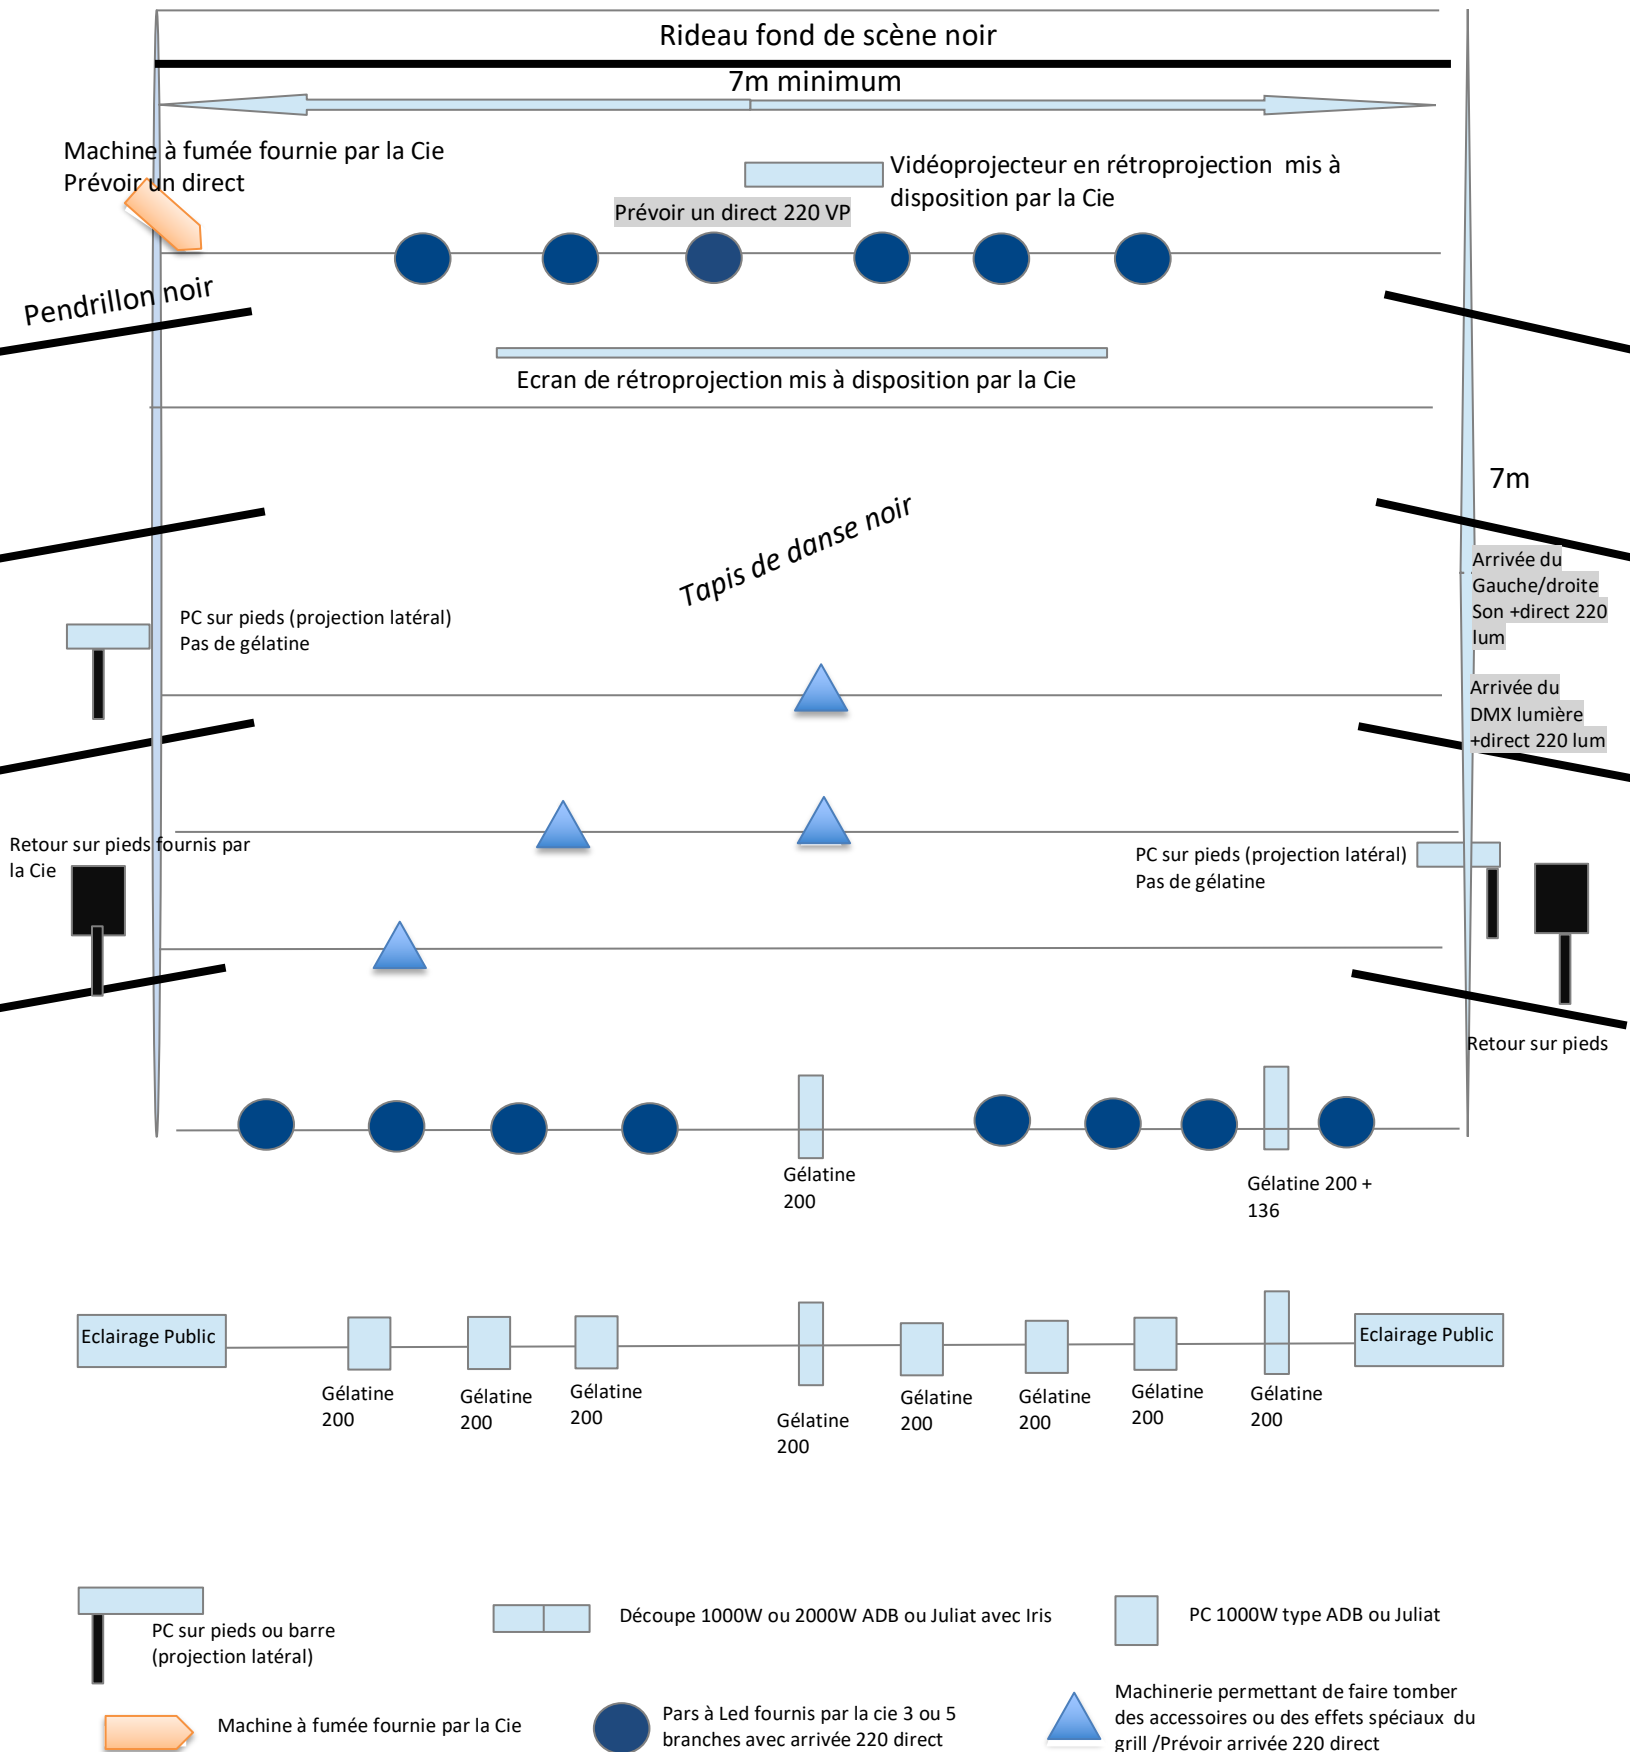 Rideau fond de scène noir
7m minimum
Machine à fumée fournie par la Cie
Prévoir un direct
Vidéoprojecteur en rétroprojection  mis à
disposition par la Cie
Prévoir un direct 220 VP
Pendrillon noir
Ecran de rétroprojection mis à disposition par la Cie
7m
Tapis de danse noir
Arrivée du
Gauche/droite
Son +direct 220
lum
PC sur pieds (projection latéral)
Pas de gélatine
Arrivée du
DMX lumière
+direct 220 lum
Retour sur pieds fournis par
la Cie
PC sur pieds (projection latéral)
Pas de gélatine
Retour sur pieds
Gélatine
200
Gélatine 200 +
136
Eclairage Public
Eclairage Public
Gélatine
200
Gélatine
200
Gélatine
200
Gélatine
200
Gélatine
200
Gélatine
200
Gélatine
200
Gélatine
200
PC sur pieds ou barre
(projection latéral)
Découpe 1000W ou 2000W ADB ou Juliat avec Iris
PC 1000W type ADB ou Juliat
Machine à fumée fournie par la Cie
Pars à Led fournis par la cie 3 ou 5
branches avec arrivée 220 direct
Machinerie permettant de faire tomber
des accessoires ou des effets spéciaux  du
grill /Prévoir arrivée 220 direct